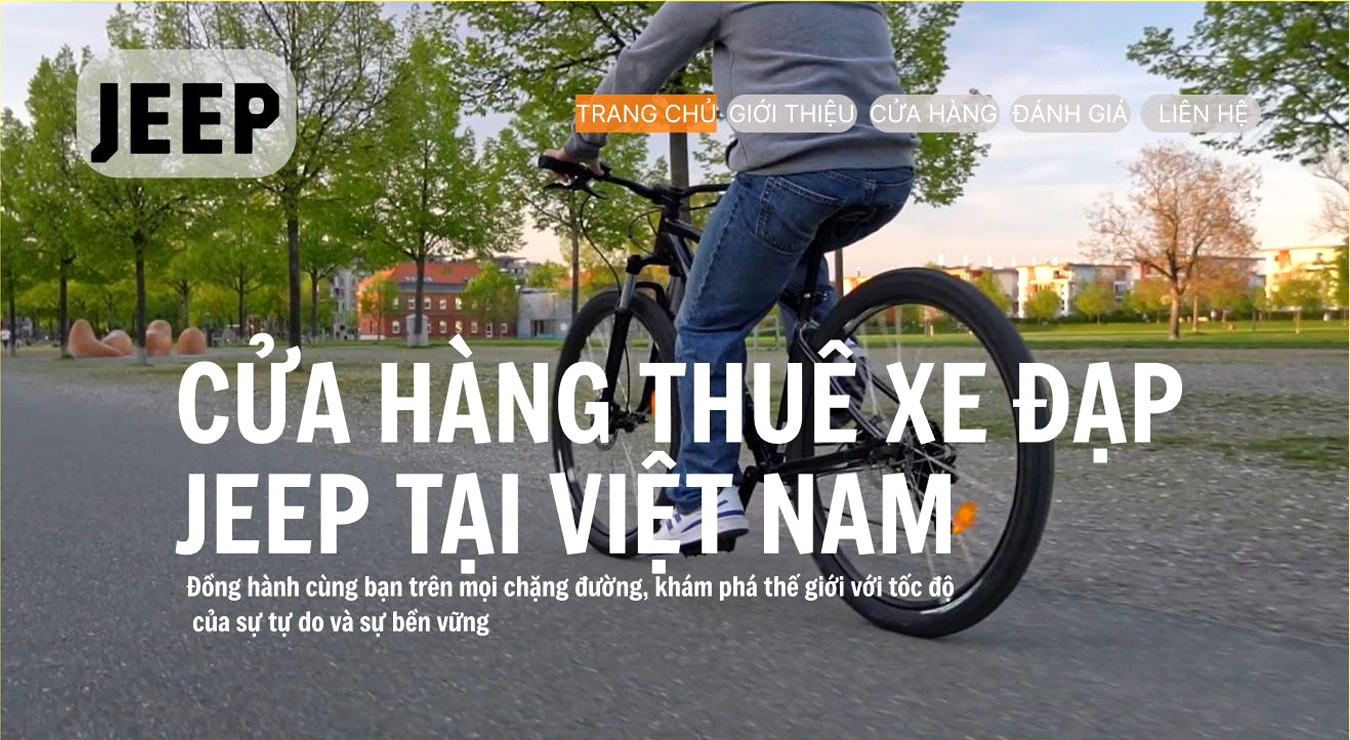 JEEP
TRANG CHỦ GIỚI THIỆU CỬA HÀNG ĐÁNH GIÁ LIÊN HỆ
CỬA HÀNG THUÊ XE ĐẠP
JEEP TẠI VIỆT NAM
Đồng hành cùng bạn trên mọi chặng đường, khám phá thế giới với tốc độ
của sự tự do và sự bền vững